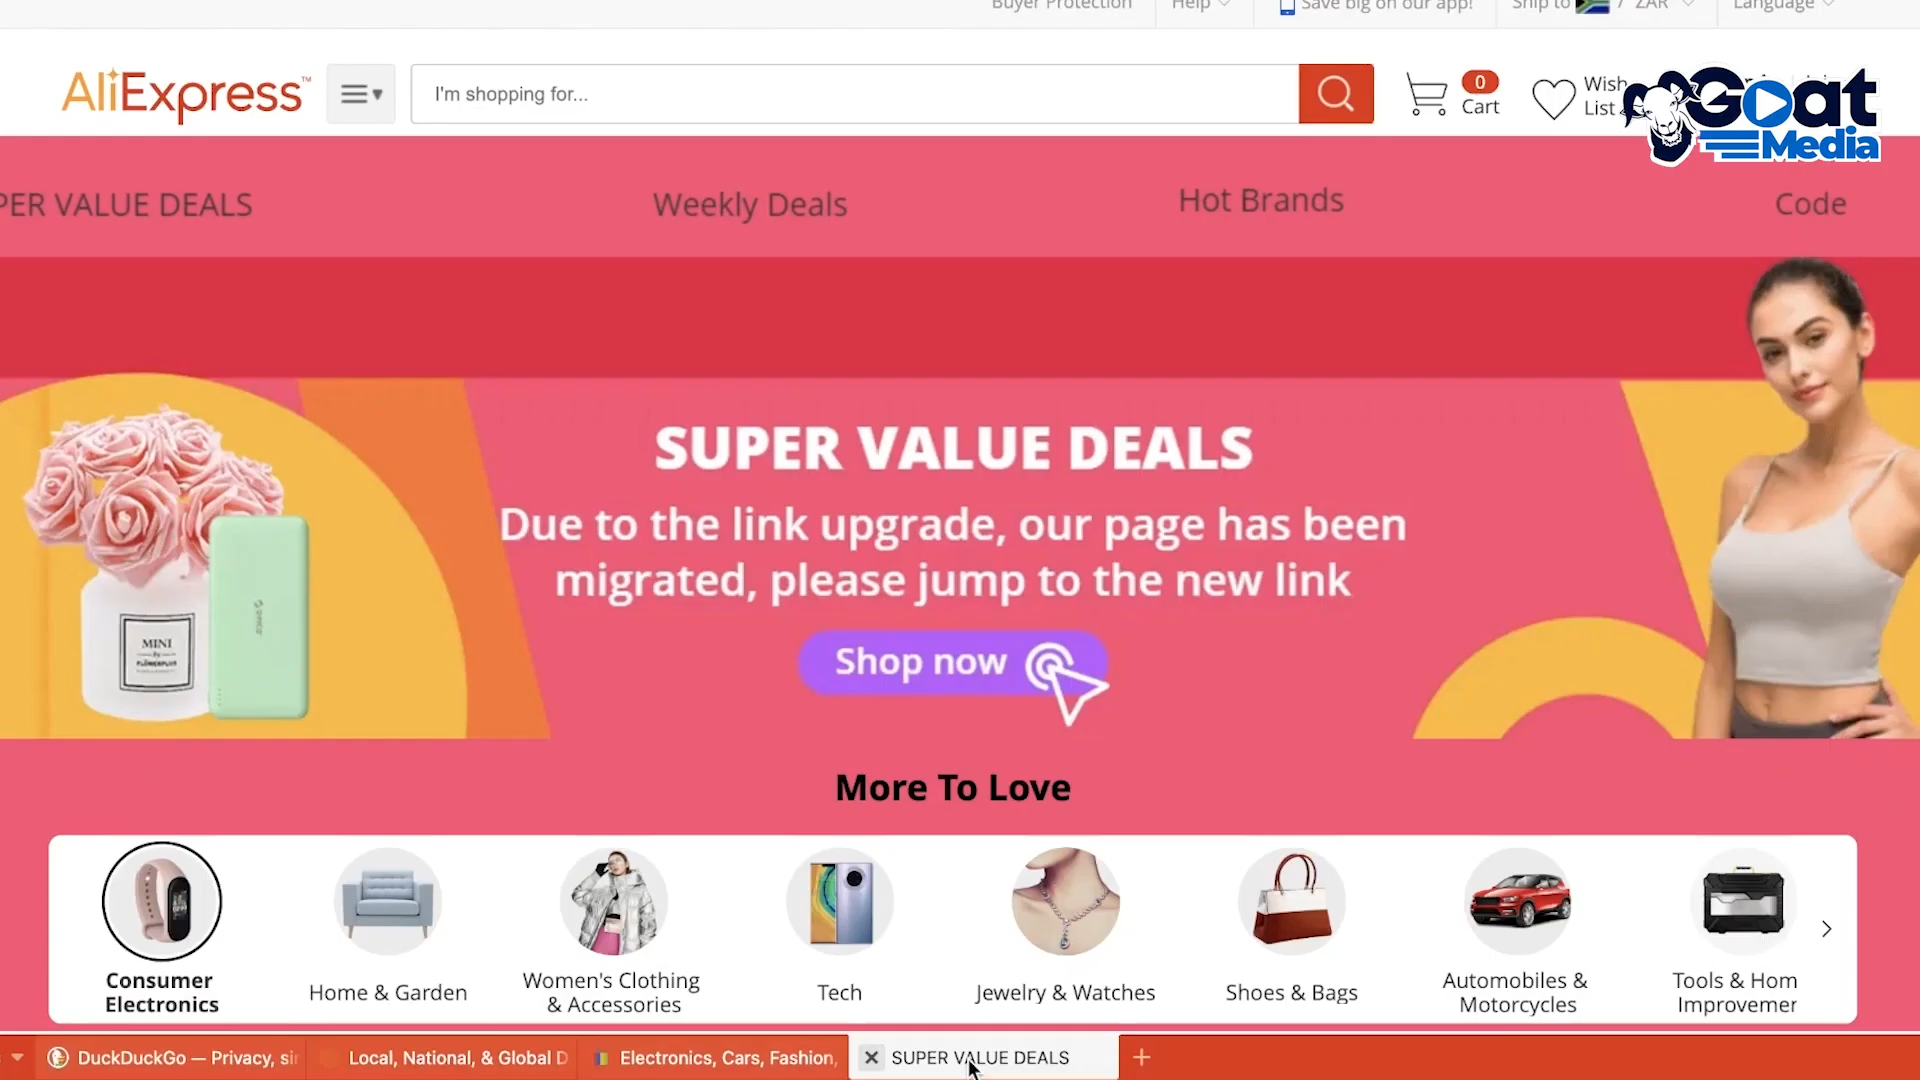 Buyer Protection
Help
Save big on our app!
Ship to / ZAR
Language
AliExpress™
I'm shopping for...
0
Cart
Wish
List
Goat
Media
PER VALUE DEALS
Weekly Deals
Hot Brands
Code
SUPER VALUE DEALS
Due to the link upgrade, our page has been
migrated, please jump to the new link
Shop now
MINI
More To Love
Consumer
Electronics
Home & Garden
Women's Clothing
& Accessories
Tech
Jewelry & Watches
Shoes & Bags
Automobiles &
Motorcycles
Tools & Hom
Improvemer
DuckDuckGo — Privacy, sir
Local, National, & Global D
Electronics, Cars, Fashion,
SUPER VALUE DEALS